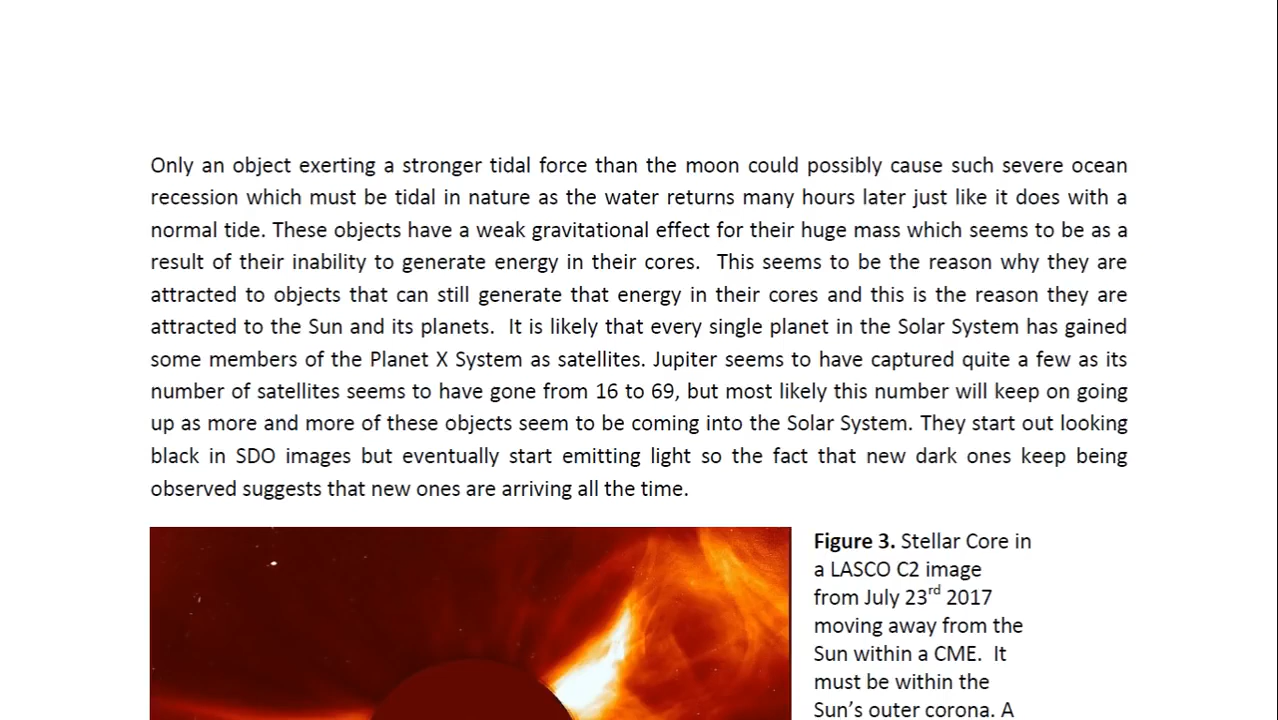 Only an object exerting a stronger tidal force than the moon could possibly cause such severe ocean
recession which must be tidal in nature as the water returns many hours later just like it does with a
normal tide. These objects have a weak gravitational effect for their huge mass which seems to be as a
result of their inability to generate energy in their cores.  This seems to be the reason why they are
attracted to objects that can still generate that energy in their cores and this is the reason they are
attracted to the Sun and its planets.  It is likely that every single planet in the Solar System has gained
some members of the Planet X System as satellites. Jupiter seems to have captured quite a few as its
number of satellites seems to have gone from 16 to 69, but most likely this number will keep on going
up as more and more of these objects seem to be coming into the Solar System. They start out looking
black in SDO images but eventually start emitting light so the fact that new dark ones keep being
observed suggests that new ones are arriving all the time.
Figure 3. Stellar Core in
a LASCO C2 image
from July 23rd 2017
moving away from the
Sun within a CME.  It
must be within the
Sun's outer corona. A